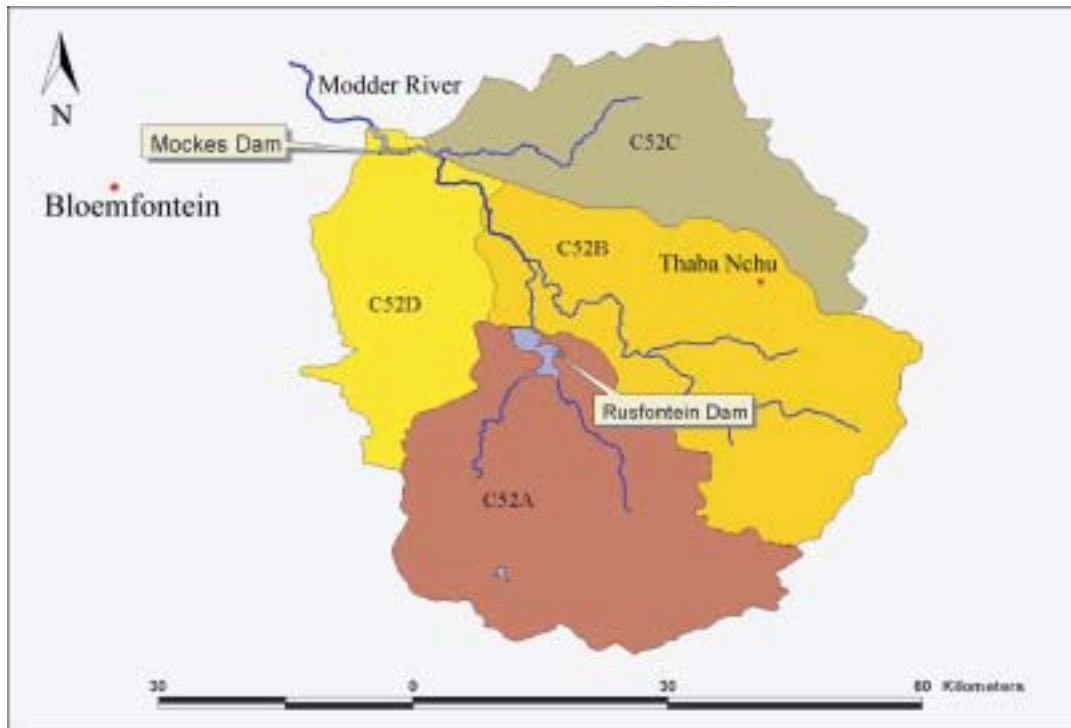 Modder River
N
Mockes Dam
C52C
Bloemfontein
C52B
Thaba Nchu
C52D
Rusfontein Dam
C52A
30 0 30 60 Kilometers